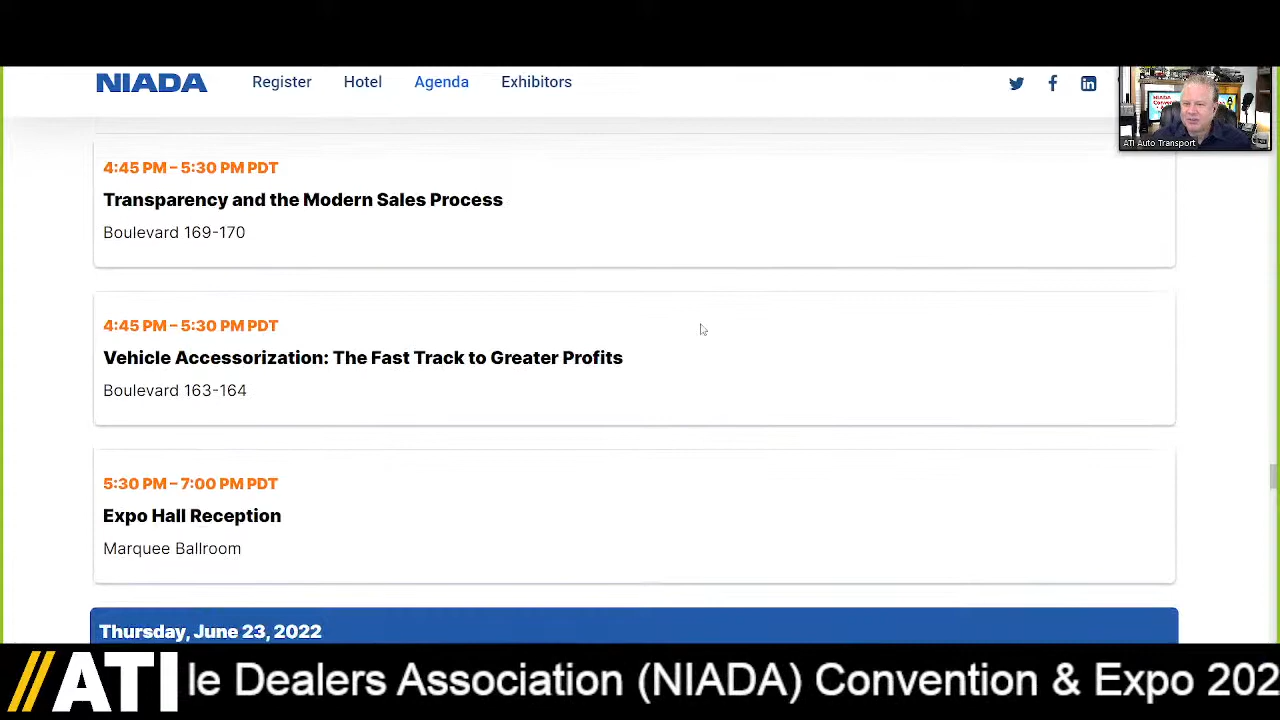 NIADA Register Hotel Agenda Exhibitors
ATI Auto Transport
4:45 PM – 5:30 PM PDT
Transparency and the Modern Sales Process
Boulevard 169-170
4:45 PM – 5:30 PM PDT
Vehicle Accessorization: The Fast Track to Greater Profits
Boulevard 163-164
5:30 PM – 7:00 PM PDT
Expo Hall Reception
Marquee Ballroom
Thursday, June 23, 2022
//ATI le Dealers Association (NIADA) Convention & Expo 202